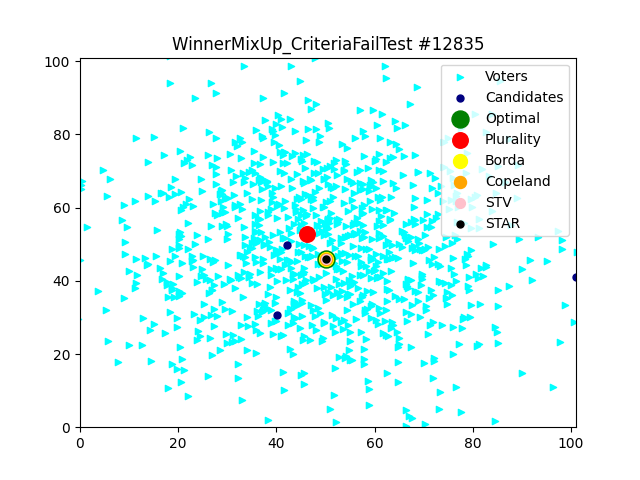 WinnerMixUp_CriteriaFailTest #12835
100
80
60
40
20
0
0
20
40
60
80
100
Voters
Candidates
Optimal
Plurality
Borda
Copeland
STV
STAR